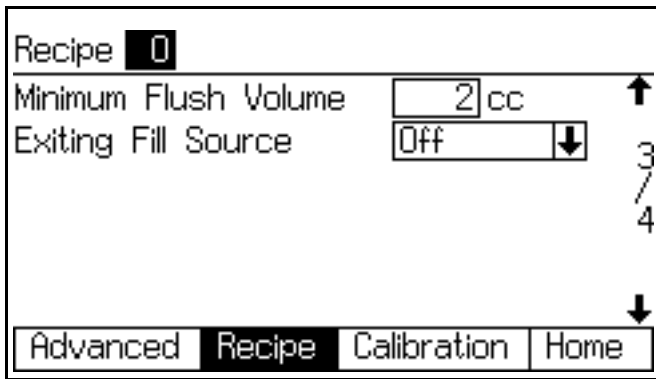 Recipe 0
Minimum Flush Volume 2 cc
Exiting Fill Source Off
3
/
4
Advanced Recipe Calibration Home